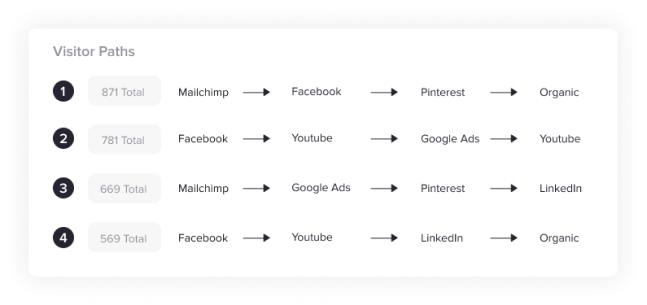 Visitor Paths
1 871 Total Mailchimp Facebook Pinterest Organic
2 781 Total Facebook Youtube Google Ads Youtube
3 669 Total Mailchimp Google Ads Pinterest LinkedIn
4 569 Total Facebook Youtube LinkedIn Organic